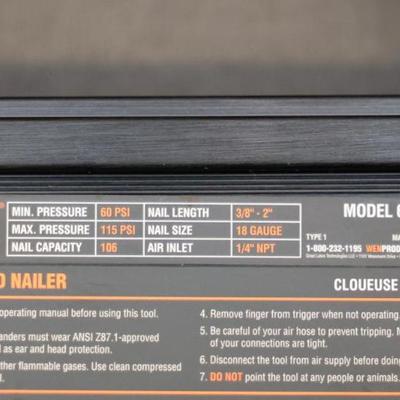 MIN. PRESSURE 60 PSI NAIL LENGTH 3/8" - 2" MODEL
MAX. PRESSURE 115 PSI NAIL SIZE 18 GAUGE TYPE 1
NAIL CAPACITY 106 AIR INLET 1/4" NPT 1-800-232-1195 WENPROD
NAILER CLOUEUSE
operating manual before using this tool.
anders must wear ANSI Z87.1-approved
l as ear and head protection.
ther flammable gases. Use clean compressed
l.
4. Remove finger from trigger when not operating.
5. Be careful of your air hose to prevent tripping.
of your connections are tight.
6. Disconnect the tool from air supply before doing
7. DO NOT point the tool at any people or animals.